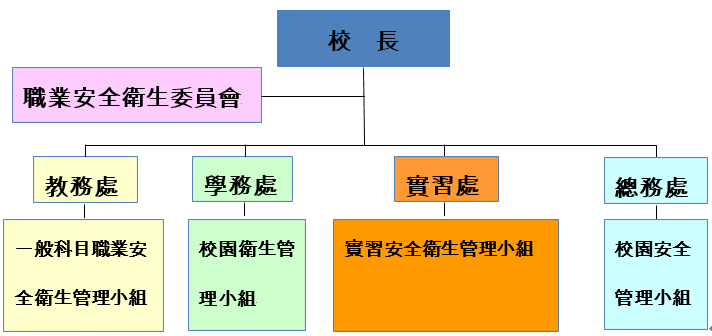 校　長
職業安全衛生委員會
教務處
學務處
實習處
總務處
一般科目職業安
全衛生管理小組
校園衛生管
理小組
實習安全衛生管理小組
校園安全
管理小組